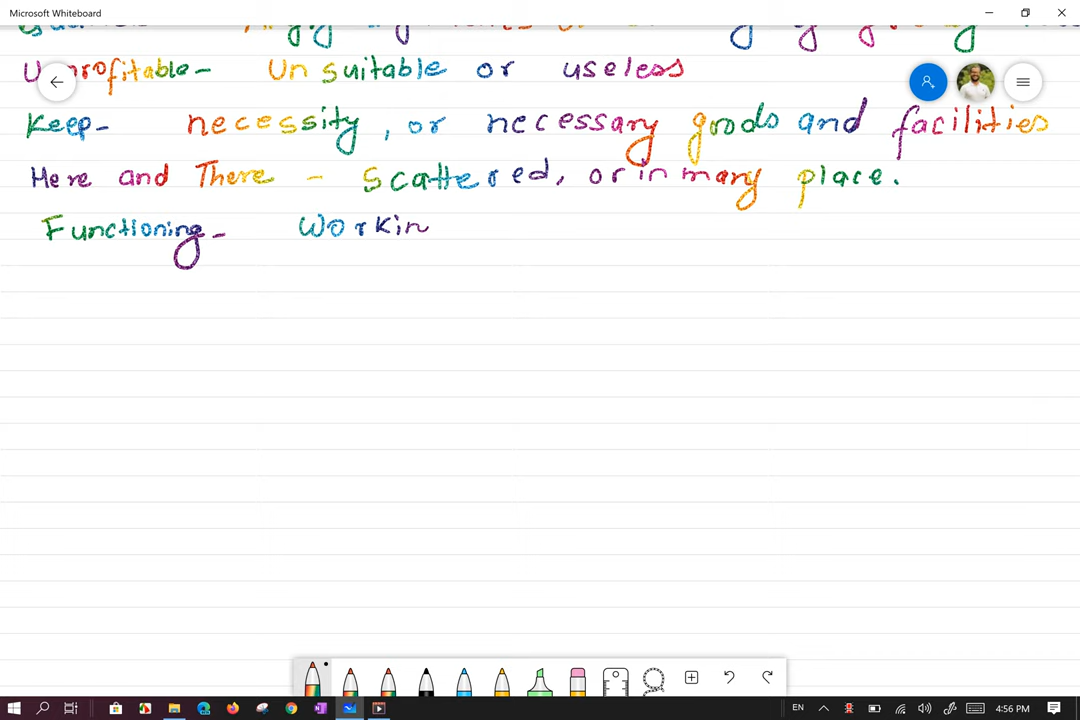 Microsoft Whiteboard
Unprofitable- Unsuitable or useless
Keep- necessity, or necessary goods and facilities
Here and There - Scattered, or in many place.
Functioning- Workin
EN 4:56 PM